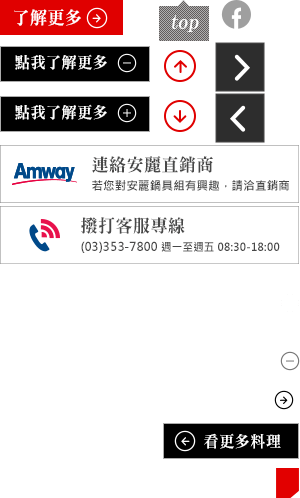 了解更多
top
點我了解更多
點我了解更多
Amway
連絡安麗直銷商
若您對安麗鍋具組有興趣，請洽直銷商
撥打客服專線
(03)353-7800 週一至週五 08:30-18:00
看更多料理